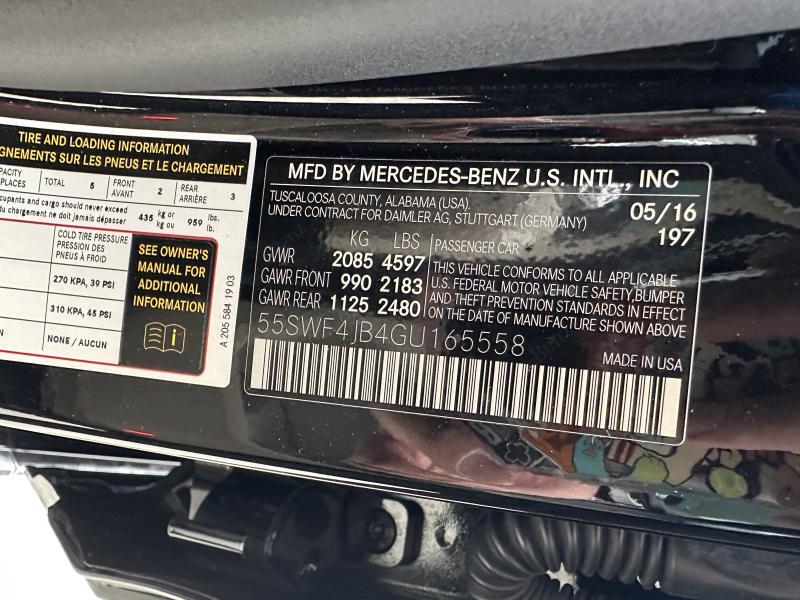 TIRE AND LOADING INFORMATION
GNEMENTS SUR LES PNEUS ET LE CHARGEMENT
PACITY
PLACES
TOTAL 5
FRONT
AVANT 2
REAR
ARRIÈRE 3
cupants and cargo should never exceed
du chargement ne doit jamais dépasser
435 kg or
kg ou
959 lbs.
lb.
COLD TIRE PRESSURE
PRESSION DES
PNEUS À FROID
270 KPA, 39 PSI
310 KPA, 45 PSI
NONE / AUCUN
SEE OWNER'S
MANUAL FOR
ADDITIONAL
INFORMATION
A 205 584 19 03
MFD BY MERCEDES-BENZ U.S. INTL., INC
TUSCALOOSA COUNTY, ALABAMA (USA).
UNDER CONTRACT FOR DAIMLER AG, STUTTGART (GERMANY)
05/16
197
KG LBS
GVWR 2085 4597
GAWR FRONT 990 2183
GAWR REAR 1125 2480
PASSENGER CAR
THIS VEHICLE CONFORMS TO ALL APPLICABLE
U.S. FEDERAL MOTOR VEHICLE SAFETY, BUMPER
AND THEFT PREVENTION STANDARDS IN EFFECT
ON THE DATE OF MANUFACTURE SHOWN ABOVE
55SWF4JB4GU165558
MADE IN USA